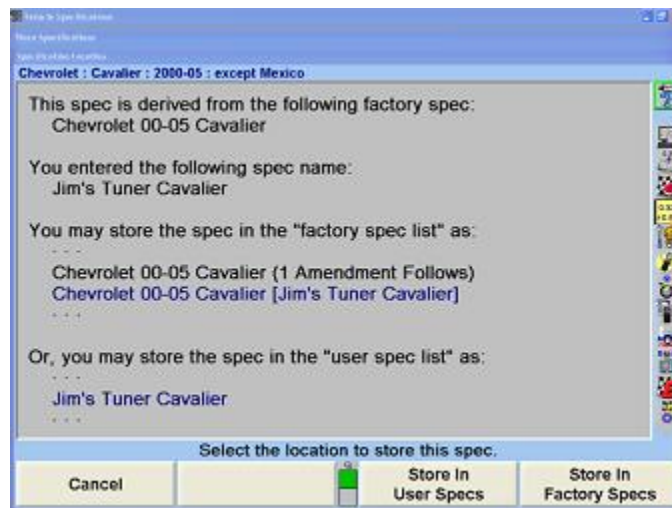 Chevrolet : Cavalier : 2000-05 : except Mexico
This spec is derived from the following factory spec:
Chevrolet 00-05 Cavalier
You entered the following spec name:
Jim's Tuner Cavalier
You may store the spec in the "factory spec list" as:
. . .
Chevrolet 00-05 Cavalier (1 Amendment Follows)
Chevrolet 00-05 Cavalier [Jim's Tuner Cavalier]
. . .
Or, you may store the spec in the "user spec list" as:
. . .
Jim's Tuner Cavalier
. . .
Select the location to store this spec.
Cancel
Store In
User Specs
Store In
Factory Specs